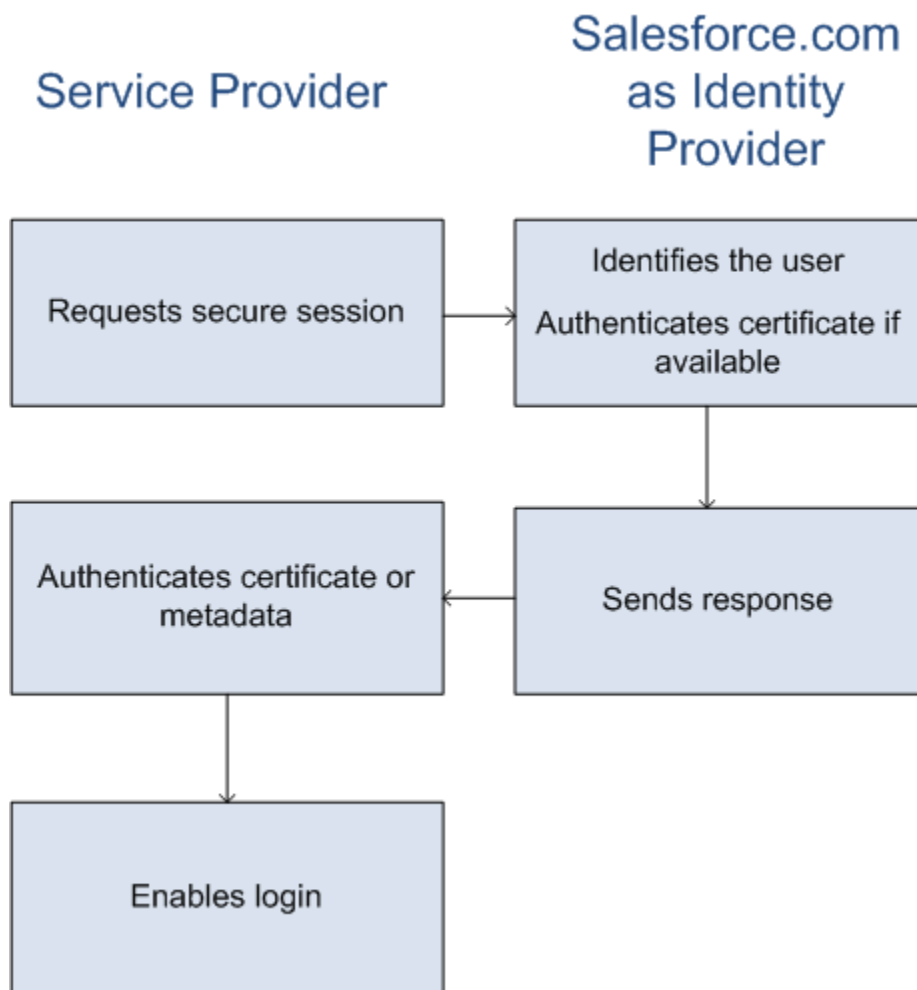 Service Provider
Salesforce.com
as Identity
Provider
Requests secure session
Identifies the user
Authenticates certificate if
available
Authenticates certificate or
metadata
Sends response
Enables login